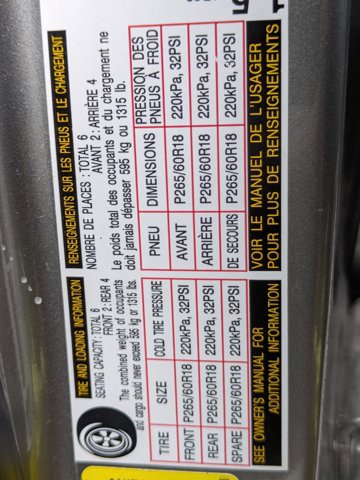 TIRE AND LOADING INFORMATION
SEATING CAPACITY: TOTAL 6
FRONT 2: REAR 4
The combined weight of occupants
and cargo should never exceed 595 kg or 1315 lbs.
TIRE SIZE COLD TIRE PRESSURE
FRONT P265/60R18 220kPa, 32PSI
REAR P265/60R18 220kPa, 32PSI
SPARE P265/60R18 220kPa, 32PSI
SEE OWNER'S MANUAL FOR
ADDITIONAL INFORMATION
RENSEIGNEMENTS SUR LES PNEUS ET LE CHARGEMENT
NOMBRE DE PLACES : TOTAL 6
AVANT 2 : ARRIÈRE 4
Le poids total des occupants et du chargement ne
doit jamais dépasser 595 kg ou 1315 lb.
PNEU DIMENSIONS PRESSION DES
PNEUS À FROID
AVANT P265/60R18 220kPa, 32PSI
ARRIÈRE P265/60R18 220kPa, 32PSI
DE SECOURS P265/60R18 220kPa, 32PSI
VOIR LE MANUEL DE L'USAGER
POUR PLUS DE RENSEIGNEMENTS